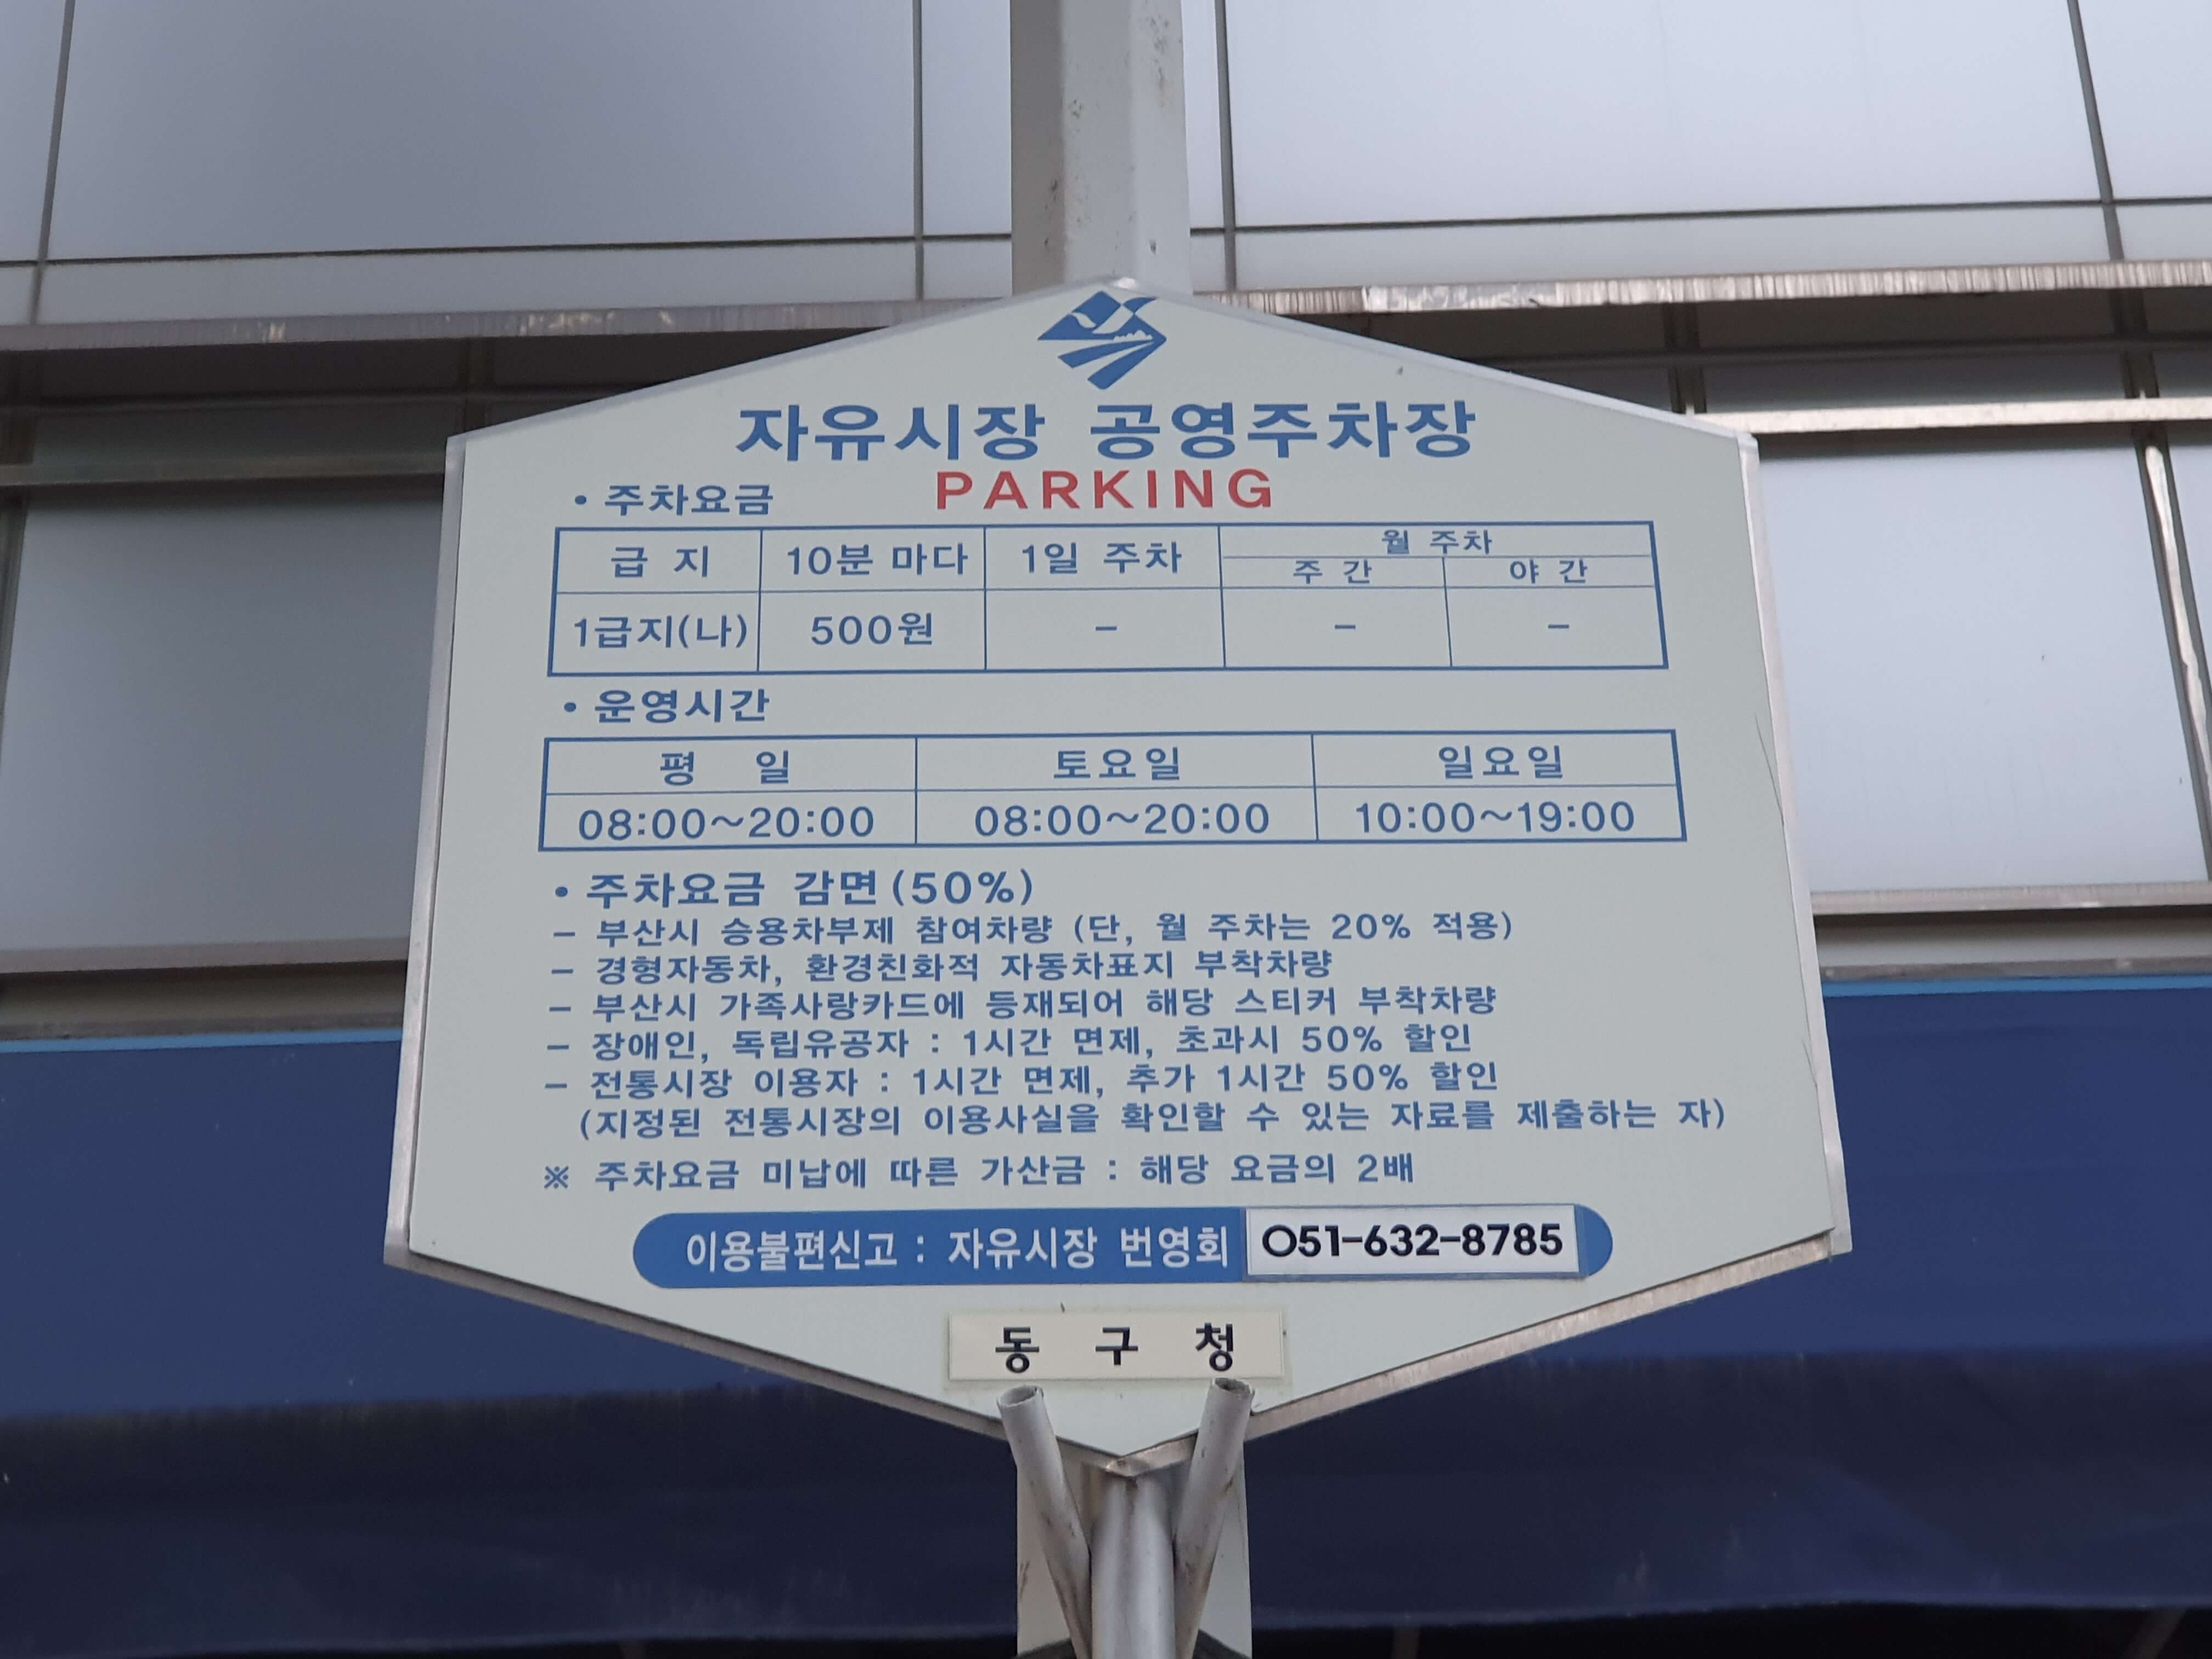 자유시장 공영주차장
PARKING
• 주차요금
급 지 10분 마다 1일 주차 월 주차
주 간 야 간
1급지(나) 500원 - - -
• 운영시간
평 일 토요일 일요일
08:00~20:00 08:00~20:00 10:00~19:00
• 주차요금 감면(50%)
- 부산시 승용차부제 참여차량 (단, 월 주차는 20% 적용)
- 경형자동차, 환경친화적 자동차표지 부착차량
- 부산시 가족사랑카드에 등재되어 해당 스티커 부착차량
- 장애인, 독립유공자 : 1시간 면제, 초과시 50% 할인
- 전통시장 이용자 : 1시간 면제, 추가 1시간 50% 할인
(지정된 전통시장의 이용사실을 확인할 수 있는 자료를 제출하는 자)
※ 주차요금 미납에 따른 가산금 : 해당 요금의 2배
이용불편신고 : 자유시장 번영회 051-632-8785
동 구 청